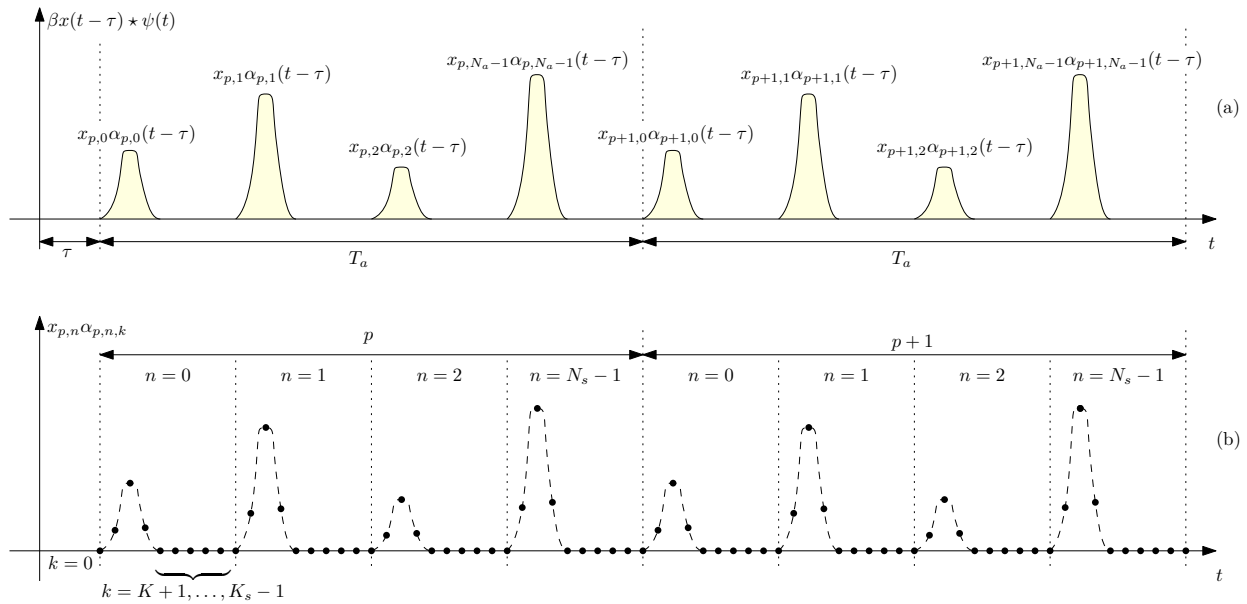 βx(t − τ) ⋆ ψ(t)
x_{p,0}α_{p,0}(t − τ)
x_{p,1}α_{p,1}(t − τ)
x_{p,2}α_{p,2}(t − τ)
x_{p,N_a−1}α_{p,N_a−1}(t − τ)
x_{p+1,0}α_{p+1,0}(t − τ)
x_{p+1,1}α_{p+1,1}(t − τ)
x_{p+1,2}α_{p+1,2}(t − τ)
x_{p+1,N_a−1}α_{p+1,N_a−1}(t − τ)
(a)
τ
T_a
T_a
t
x_{p,n}α_{p,n,k}
p
p + 1
n = 0
n = 1
n = 2
n = N_s − 1
n = 0
n = 1
n = 2
n = N_s − 1
(b)
k = 0
t
k = K + 1, . . . , K_s − 1